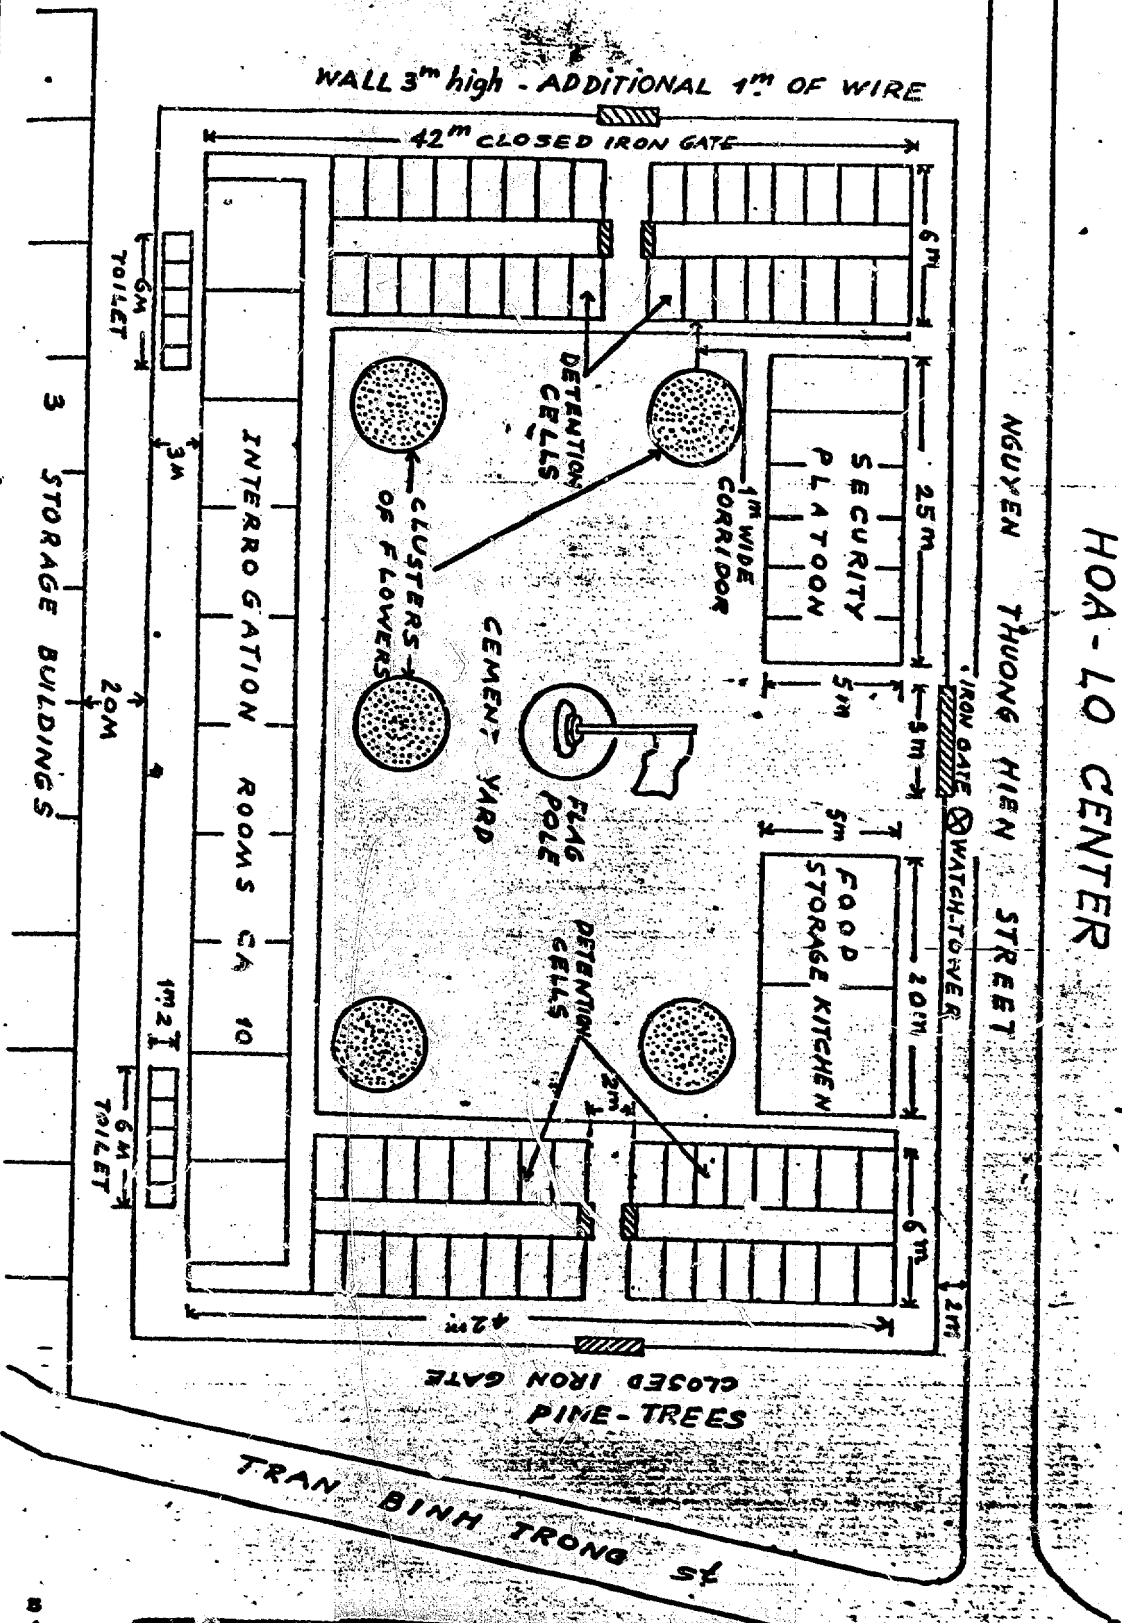 HOA-LO CENTER
NGUYEN THUONG HIEN STREET
WALL 3m high - ADDITIONAL 1m. OF WIRE
42m CLOSED IRON GATE
6m
25m
SECURITY
PLATOON
5m
5m
IRON GATE
WATCH-TOWER
5m
20m
FOOD
STORAGE KITCHEN
6m
2m
1m WIDE
CORRIDOR
DETENTION
CELLS
CLUSTERS
OF FLOWERS
CEMENT YARD
FLAG
POLE
DETENTION
CELLS
2m
INTERROGATION ROOMS CA 10
TOILET
6M
3M
20M
3 STORAGE BUILDINGS
1m.2
6M
TOILET
42m
CLOSED IRON GATE
PINE-TREES
TRAN BINH TRONG